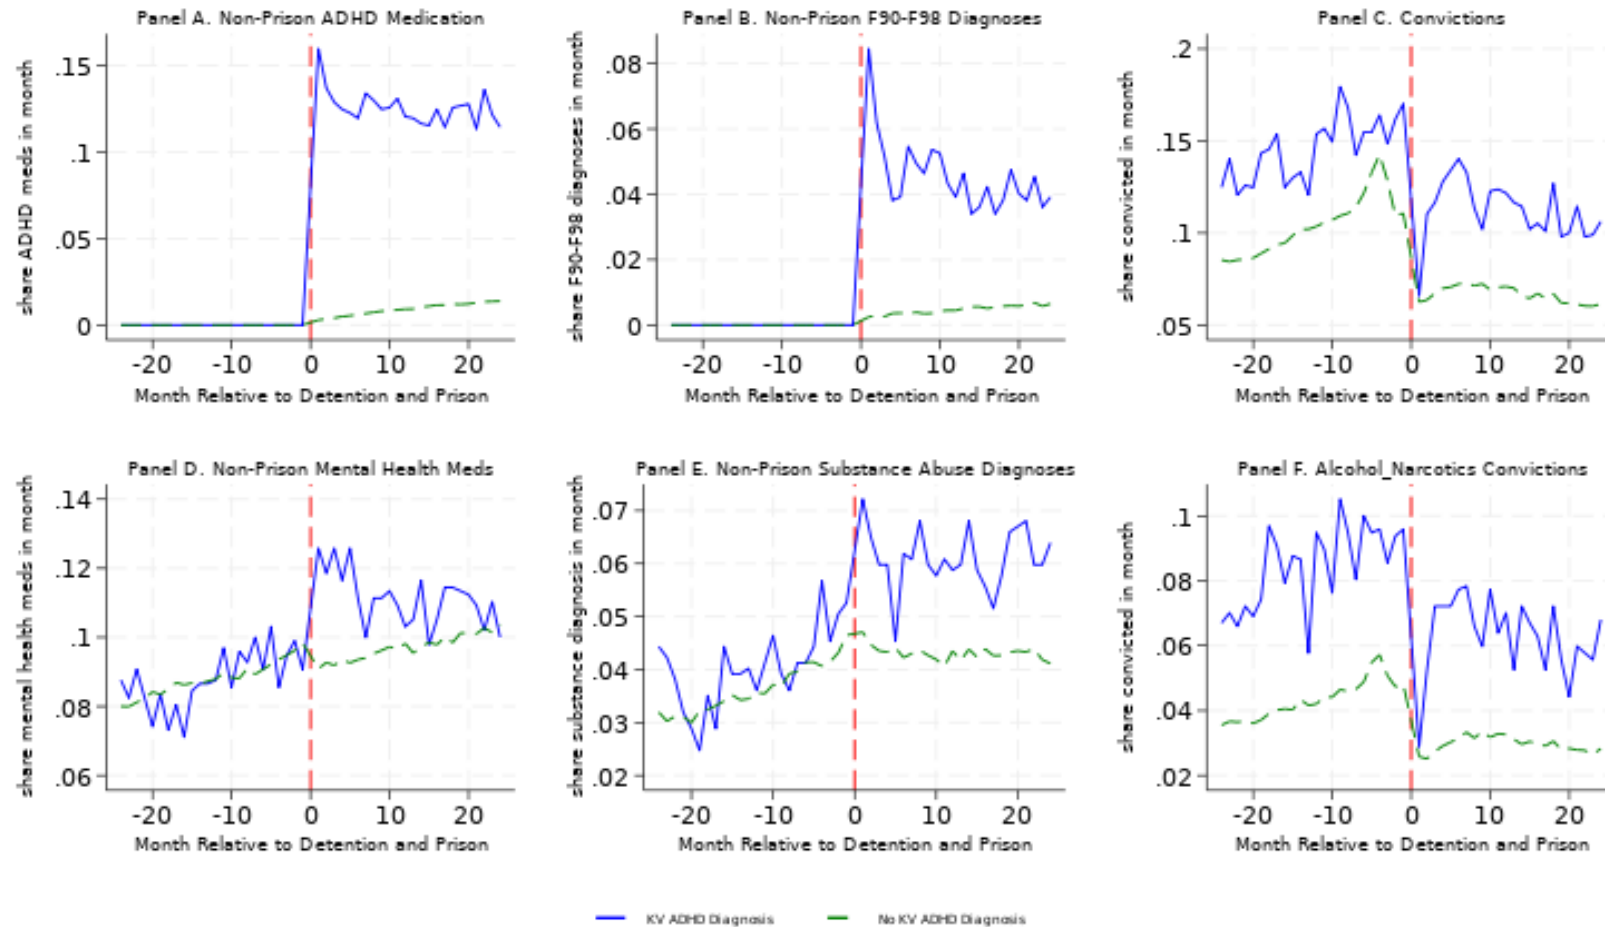 Panel A. Non-Prison ADHD Medication
share ADHD meds in month
.15
.1
.05
0
-20 -10 0 10 20
Month Relative to Detention and Prison
Panel B. Non-Prison F90-F98 Diagnoses
share F90-F98 diagnoses in month
.08
.06
.04
.02
0
-20 -10 0 10 20
Month Relative to Detention and Prison
Panel C. Convictions
share convicted in month
.2
.15
.1
.05
-20 -10 0 10 20
Month Relative to Detention and Prison
Panel D. Non-Prison Mental Health Meds
share mental health meds in month
.14
.12
.1
.08
.06
-20 -10 0 10 20
Month Relative to Detention and Prison
Panel E. Non-Prison Substance Abuse Diagnoses
share substance diagnosis in month
.07
.06
.05
.04
.03
.02
-20 -10 0 10 20
Month Relative to Detention and Prison
Panel F. Alcohol_Narcotics Convictions
share convicted in month
.1
.08
.06
.04
.02
-20 -10 0 10 20
Month Relative to Detention and Prison
KV ADHD Diagnosis
No KV ADHD Diagnosis